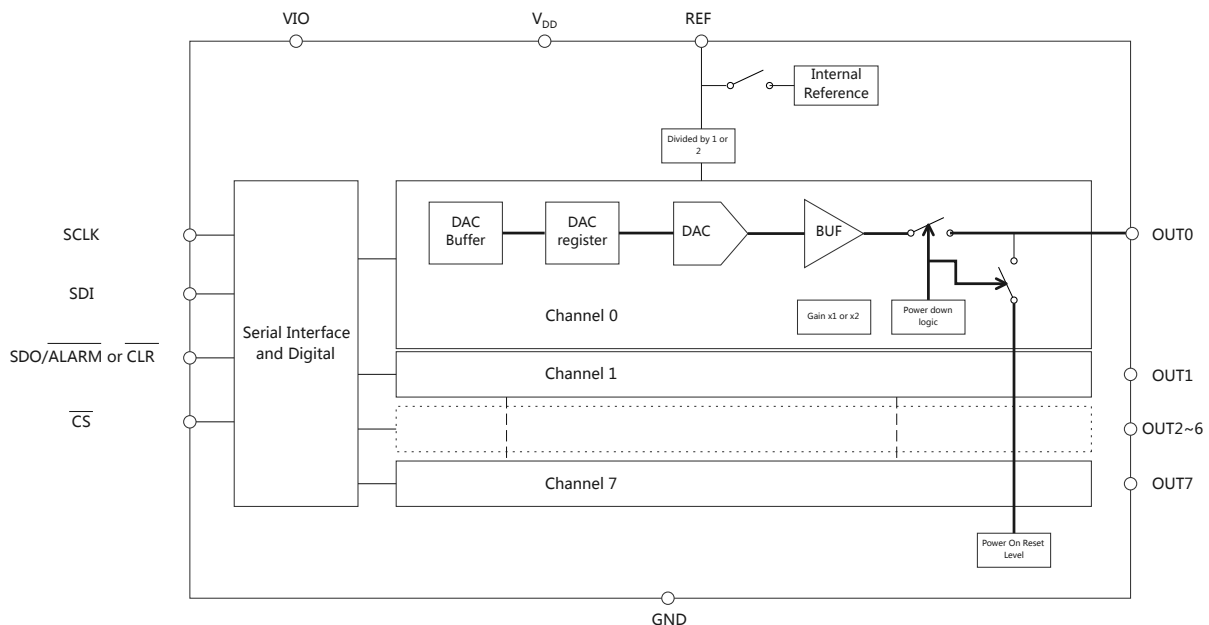 VIO
VDD
REF
Internal
Reference
Divided by 1 or
2
SCLK
SDI
SDO/ALARM or CLR
CS
Serial Interface
and Digital
DAC
Buffer
DAC
register
DAC
BUF
Gain x1 or x2
Power down
logic
Channel 0
Channel 1
Channel 7
OUT0
OUT1
OUT2~6
OUT7
Power On Reset
Level
GND